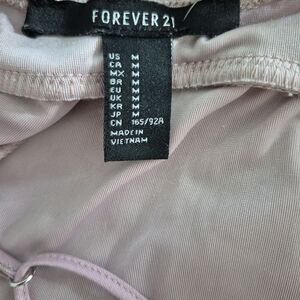 FOREVER 21
US M
CA M
MX M
BR M
EU M
UK M
KR M
JP M
CN 165/92A
MADE IN
VIETNAM